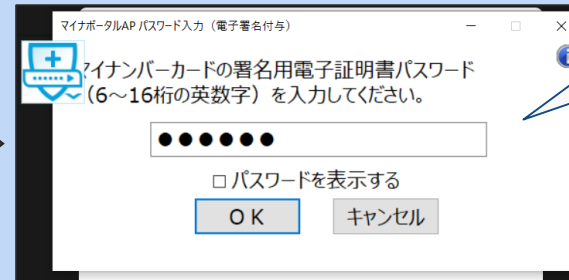 マイナポータルAP パスワード入力（電子署名付与）
マイナンバーカードの署名用電子証明書パスワード
（6～16桁の英数字）を入力してください。
●●●●●●
パスワードを表示する
OK キャンセル